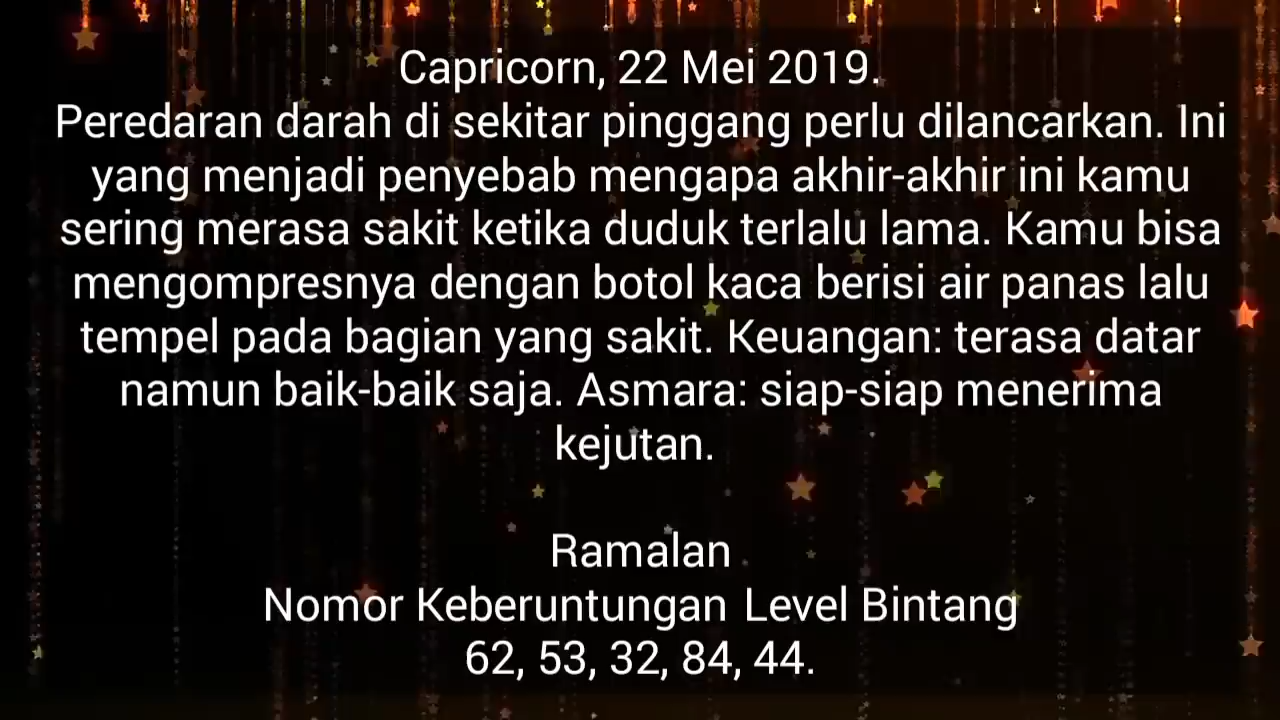 Capricorn, 22 Mei 2019.
Peredaran darah di sekitar pinggang perlu dilancarkan. Ini
yang menjadi penyebab mengapa akhir-akhir ini kamu
sering merasa sakit ketika duduk terlalu lama. Kamu bisa
mengompresnya dengan botol kaca berisi air panas lalu
tempel pada bagian yang sakit. Keuangan: terasa datar
namun baik-baik saja. Asmara: siap-siap menerima
kejutan.
Ramalan
Nomor Keberuntungan Level Bintang
62, 53, 32, 84, 44.